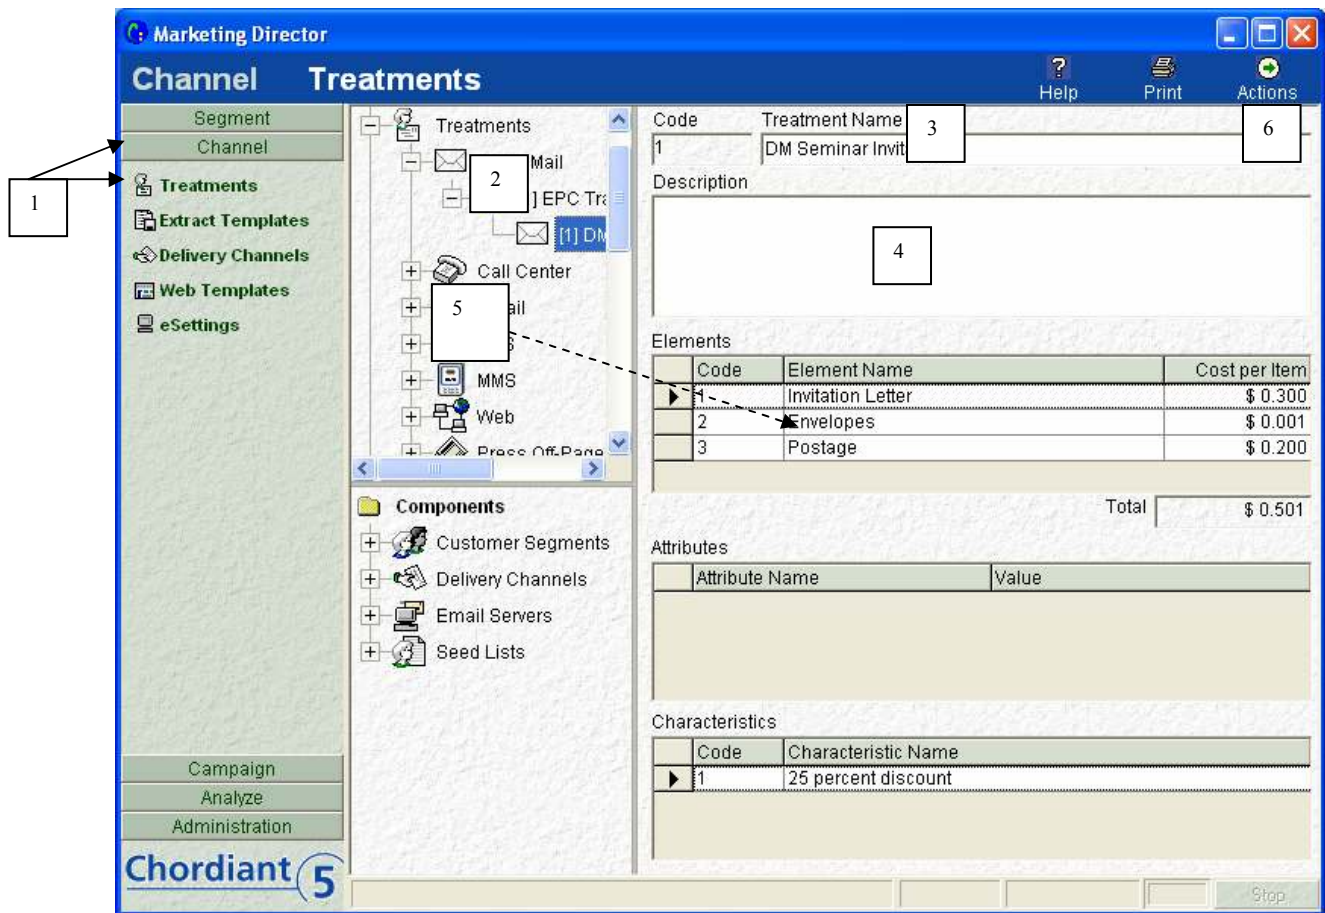 Marketing Director
Channel Treatments
Help Print Actions
Segment
Channel
Treatments
Extract Templates
Delivery Channels
Web Templates
eSettings
Campaign
Analyze
Administration
Chordiant 5
1
Treatments
2 Mail
] EPC Tra
[1] DM
Call Center
5 ail
S
MMS
Web
Press Off-Page
Components
Customer Segments
Delivery Channels
Email Servers
Seed Lists
Code Treatment Name 3 6
1 DM Seminar Invit
Description
4
Elements
Code Element Name Cost per Item
1 Invitation Letter $ 0.300
2 Envelopes $ 0.001
3 Postage $ 0.200
Total $ 0.501
Attributes
Attribute Name Value
Characteristics
Code Characteristic Name
1 25 percent discount
Stop